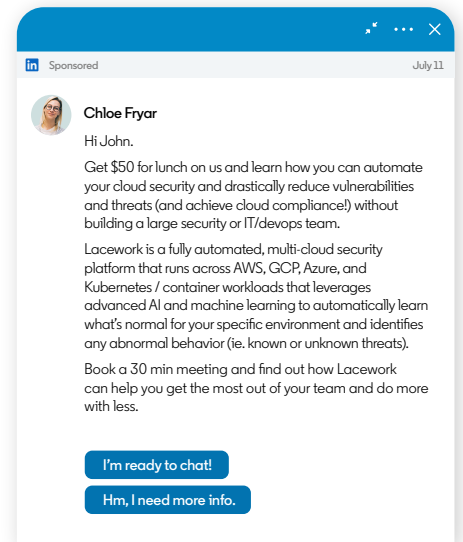 in Sponsored July 11
Chloe Fryar
Hi John.
Get $50 for lunch on us and learn how you can automate
your cloud security and drastically reduce vulnerabilities
and threats (and achieve cloud compliance!) without
building a large security or IT/devops team.
Lacework is a fully automated, multi-cloud security
platform that runs across AWS, GCP, Azure, and
Kubernetes / container workloads that leverages
advanced AI and machine learning to automatically learn
what's normal for your specific environment and identifies
any abnormal behavior (ie. known or unknown threats).
Book a 30 min meeting and find out how Lacework
can help you get the most out of your team and do more
with less.
I'm ready to chat!
Hm, I need more info.